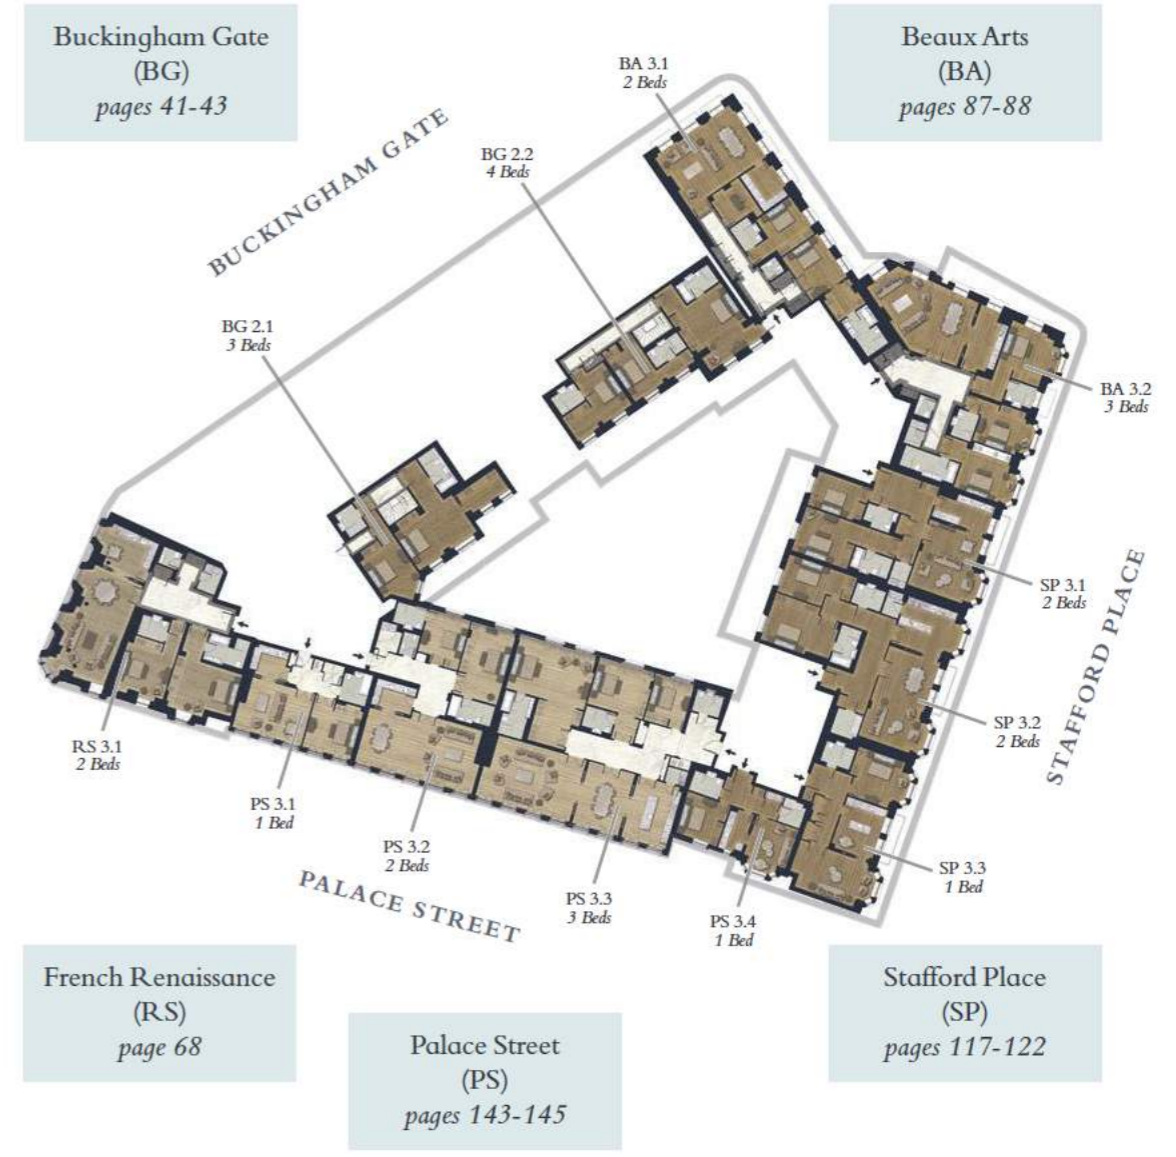 Buckingham Gate
(BG)
pages 41-43
Beaux Arts
(BA)
pages 87-88
BUCKINGHAM GATE
BA 3.1
2 Beds
BG 2.2
4 Beds
BG 2.1
3 Beds
BA 3.2
3 Beds
SP 3.1
2 Beds
STAFFORD PLACE
SP 3.2
2 Beds
RS 3.1
2 Beds
PS 3.1
1 Bed
PS 3.2
2 Beds
SP 3.3
1 Bed
PS 3.3
3 Beds
PS 3.4
1 Bed
PALACE STREET
French Renaissance
(RS)
page 68
Palace Street
(PS)
pages 143-145
Stafford Place
(SP)
pages 117-122